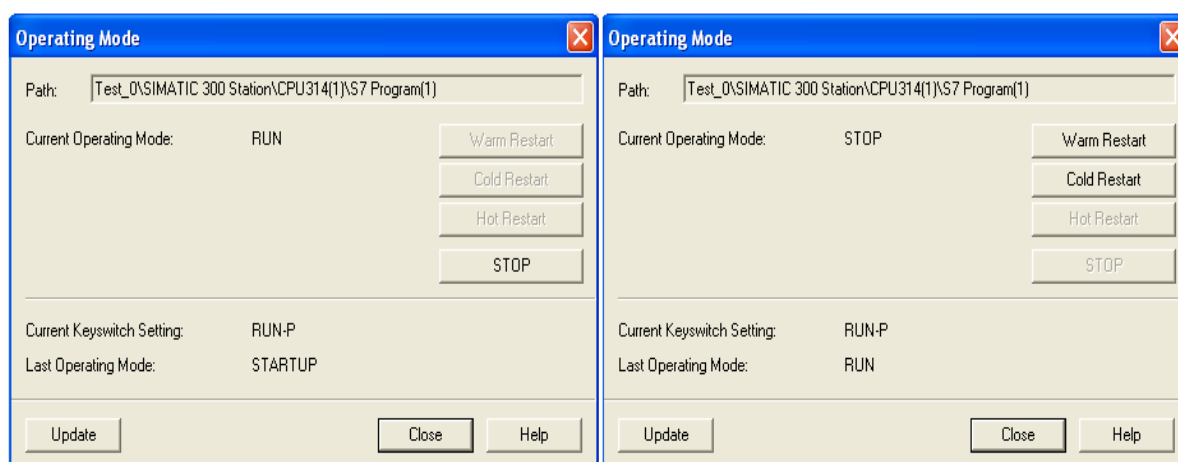 Operating Mode
Path: Test_0\SIMATIC 300 Station\CPU314(1)\S7 Program(1)
Current Operating Mode: RUN
Warm Restart
Cold Restart
Hot Restart
STOP
Current Keyswitch Setting: RUN-P
Last Operating Mode: STARTUP
Update Close Help
Operating Mode
Path: Test_0\SIMATIC 300 Station\CPU314(1)\S7 Program(1)
Current Operating Mode: STOP
Warm Restart
Cold Restart
Hot Restart
STOP
Current Keyswitch Setting: RUN-P
Last Operating Mode: RUN
Update Close Help